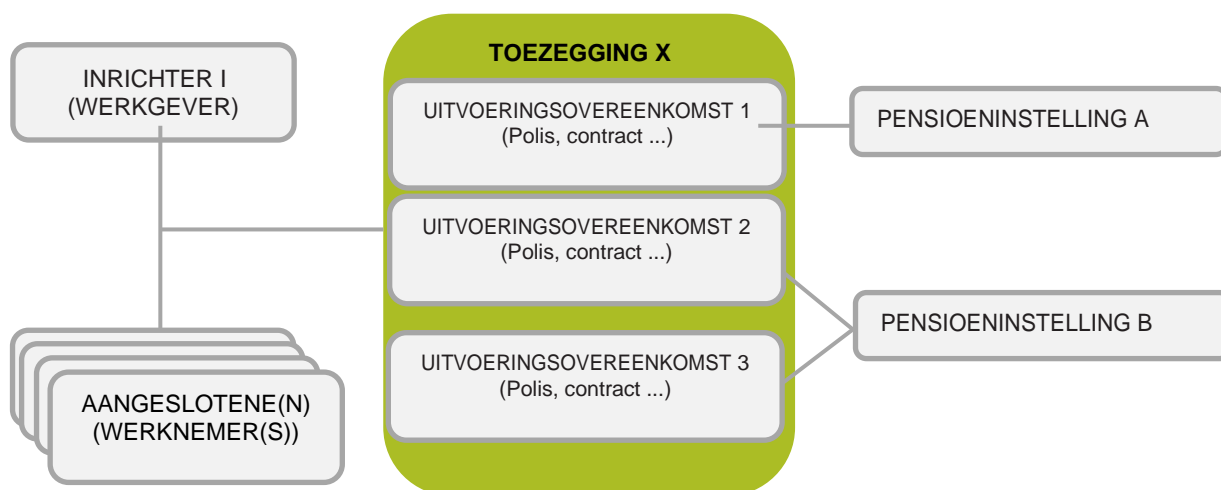 INRICHTER I
(WERKGEVER)
TOEZEGGING X
UITVOERINGSOVEREENKOMST 1
(Polis, contract ...)
PENSIOENINSTELLING A
UITVOERINGSOVEREENKOMST 2
(Polis, contract ...)
PENSIOENINSTELLING B
UITVOERINGSOVEREENKOMST 3
(Polis, contract ...)
AANGESLOTENE(N)
(WERKNEMER(S))